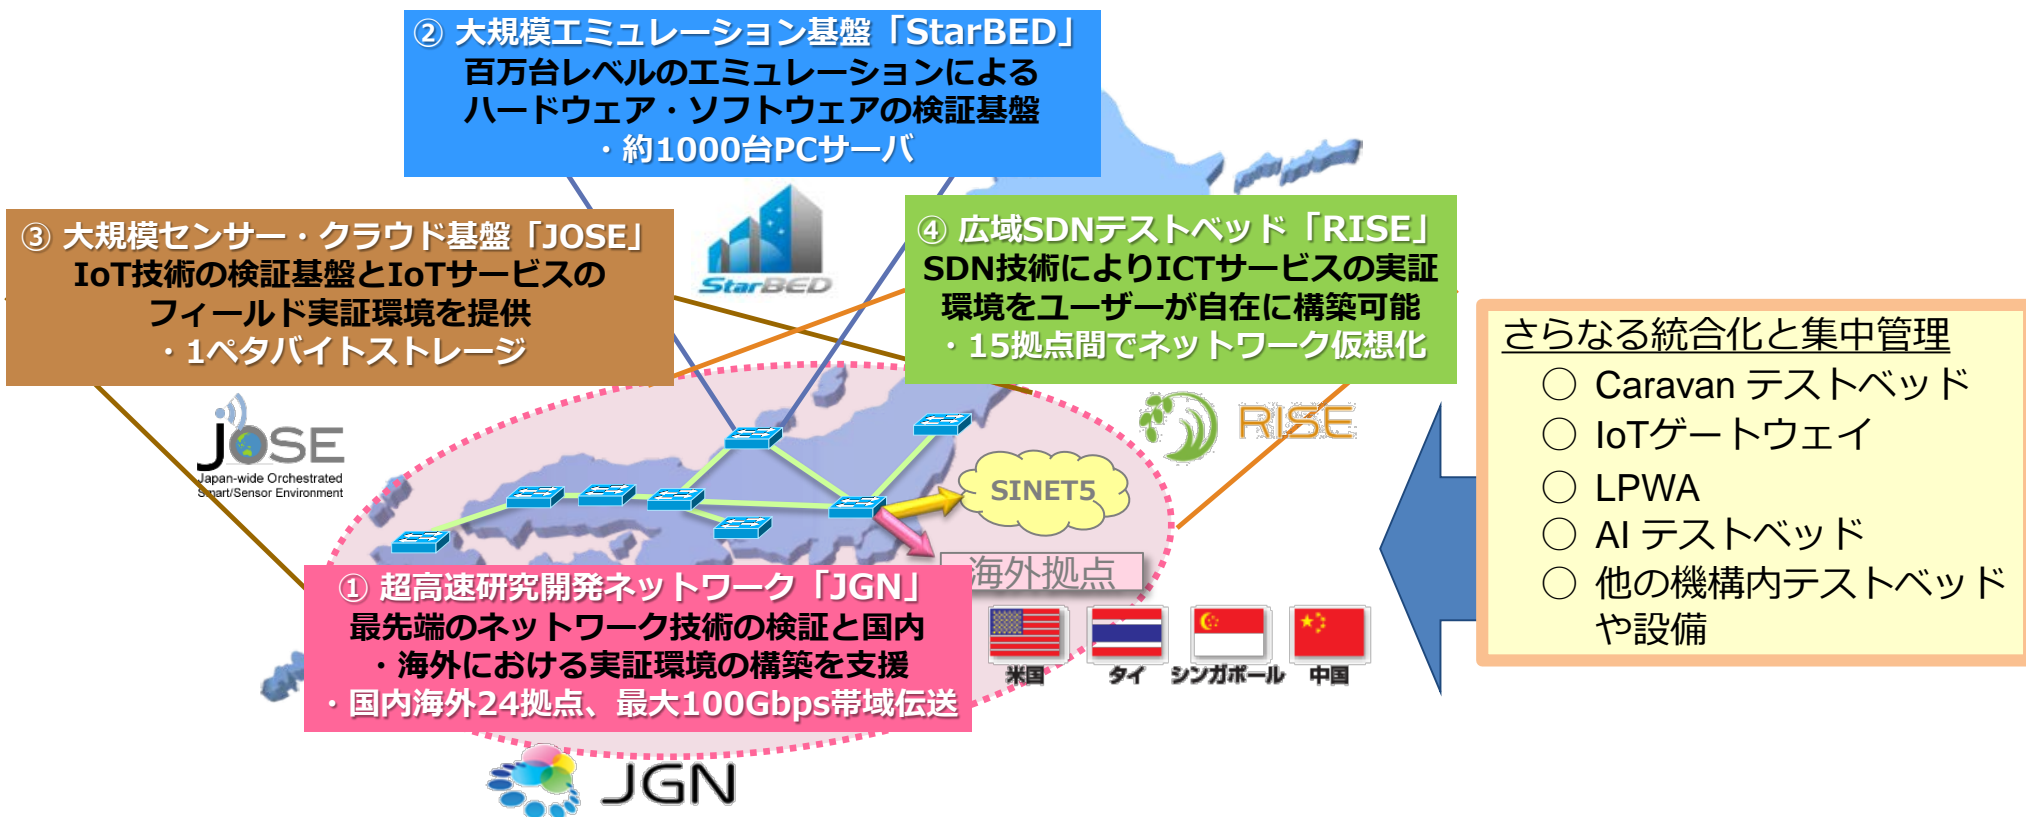 ② 大規模エミュレーション基盤「StarBED」
百万台レベルのエミュレーションによる
ハードウェア・ソフトウェアの検証基盤
・約1000台PCサーバ
StarBED
③ 大規模センサー・クラウド基盤「JOSE」
IoT技術の検証基盤とIoTサービスの
フィールド実証環境を提供
・1ペタバイトストレージ
JOSE
Japan-wide Orchestrated
Smart/Sensor Environment
④ 広域SDNテストベッド「RISE」
SDN技術によりICTサービスの実証
環境をユーザーが自在に構築可能
・15拠点間でネットワーク仮想化
RISE
SINET5
海外拠点
米国
タイ
シンガポール
中国
① 超高速研究開発ネットワーク「JGN」
最先端のネットワーク技術の検証と国内
・海外における実証環境の構築を支援
・国内海外24拠点、最大100Gbps帯域伝送
JGN
さらなる統合化と集中管理
○ Caravan テストベッド
○ IoTゲートウェイ
○ LPWA
○ AI テストベッド
○ 他の機構内テストベッド
や設備